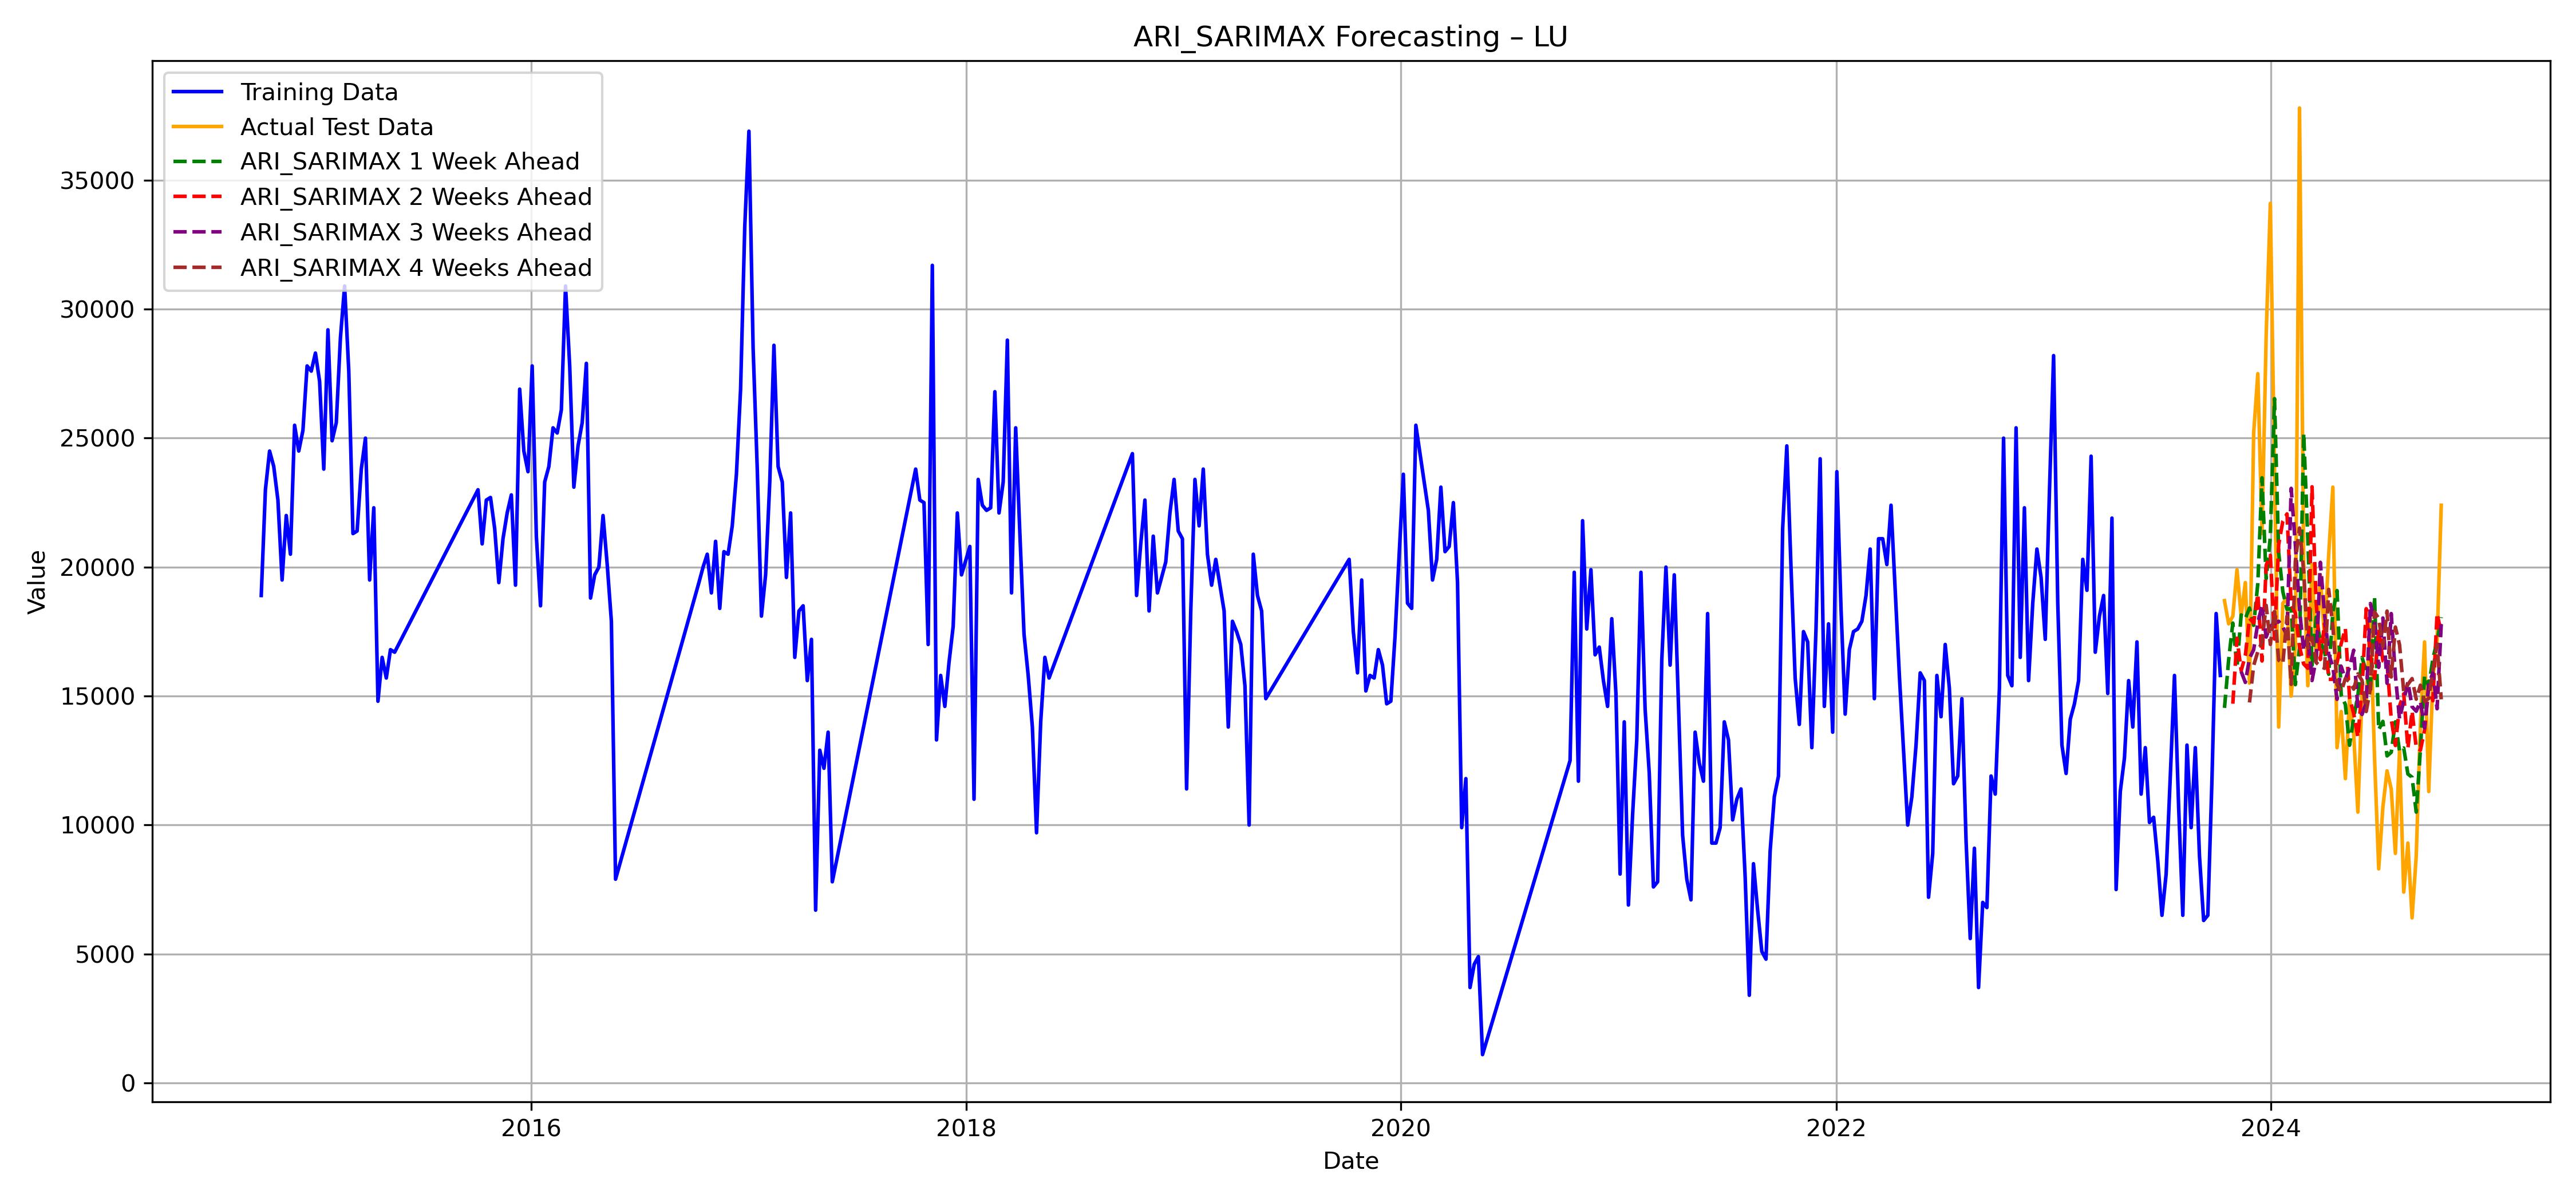 ARI_SARIMAX Forecasting – LU
Training Data
Actual Test Data
ARI_SARIMAX 1 Week Ahead
ARI_SARIMAX 2 Weeks Ahead
ARI_SARIMAX 3 Weeks Ahead
ARI_SARIMAX 4 Weeks Ahead
35000
30000
25000
20000
15000
10000
5000
0
Value
2016
2018
2020
2022
2024
Date